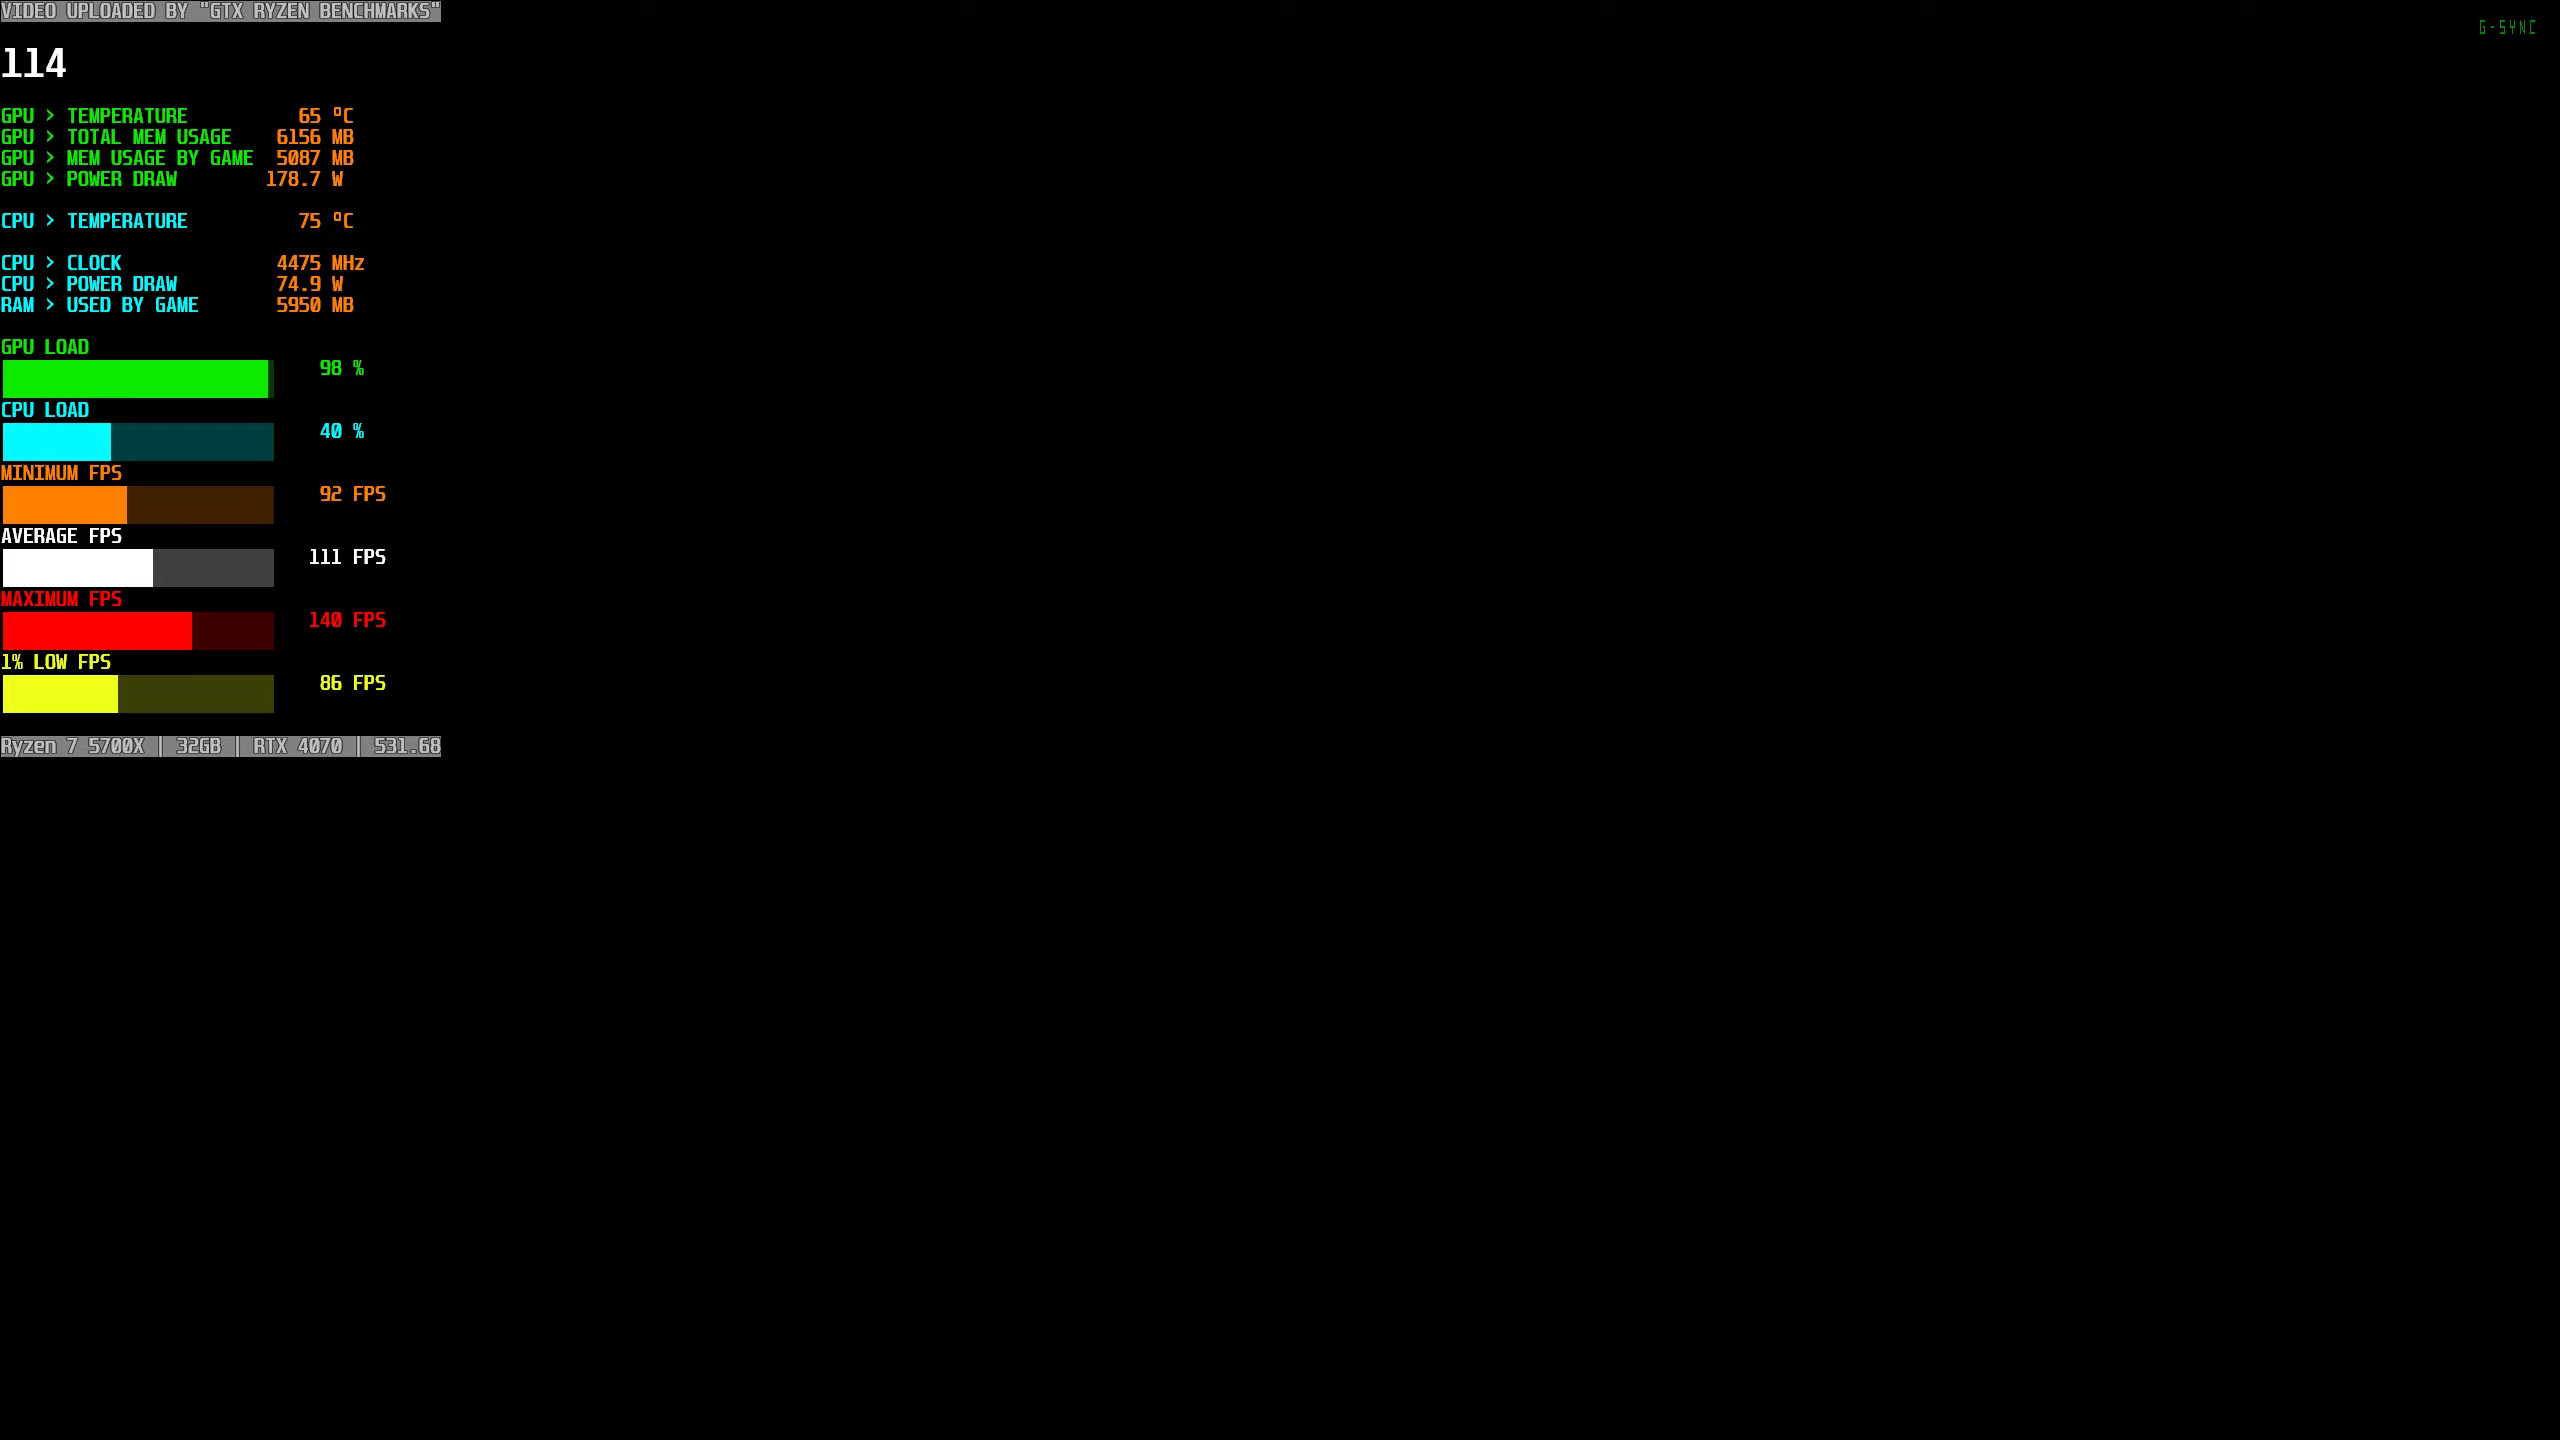 VIDEO UPLOADED BY "GTX RYZEN BENCHMARKS"
G-SYNC
114
GPU > TEMPERATURE 65 °C
GPU > TOTAL MEM USAGE 6156 MB
GPU > MEM USAGE BY GAME 5087 MB
GPU > POWER DRAW 178.7 W
CPU > TEMPERATURE 75 °C
CPU > CLOCK 4475 MHz
CPU > POWER DRAW 74.9 W
RAM > USED BY GAME 5950 MB
GPU LOAD
98 %
CPU LOAD
40 %
MINIMUM FPS
92 FPS
AVERAGE FPS
111 FPS
MAXIMUM FPS
140 FPS
1% LOW FPS
86 FPS
Ryzen 7 5700X | 32GB | RTX 4070 | 531.68